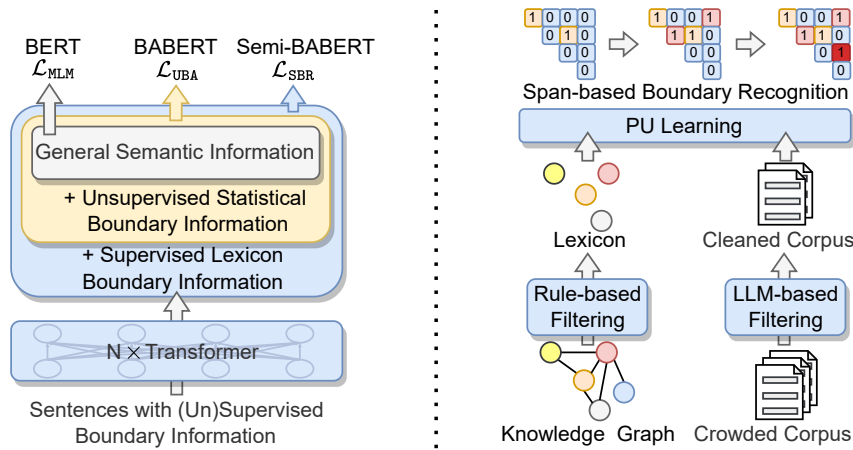 BERT
BABERT
Semi-BABERT
ℒMLM
ℒUBA
ℒSBR
General Semantic Information
+ Unsupervised Statistical
Boundary Information
+ Supervised Lexicon
Boundary Information
N × Transformer
Sentences with (Un)Supervised
Boundary Information
1 0 0 0
0 1 0
0 0
0
1 0 0 1
1 1 0
0 0
0
1 0 0 1
1 1 0
0 1
0
Span-based Boundary Recognition
PU Learning
Lexicon
Cleaned Corpus
Rule-based
Filtering
LLM-based
Filtering
Knowledge Graph
Crowded Corpus